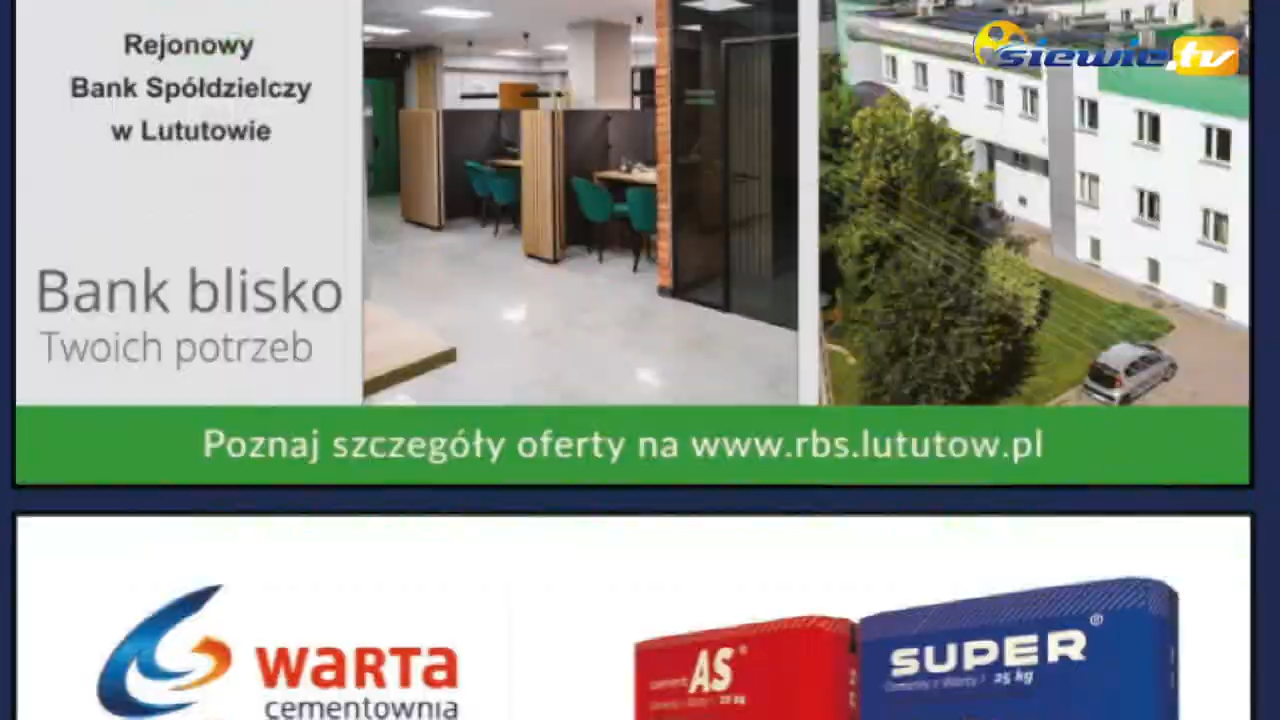 siewie.tv
Rejonowy
Bank Spółdzielczy
w Lututowie
Bank blisko
Twoich potrzeb
Poznaj szczegóły oferty na www.rbs.lututow.pl
WARTA
cementownia
AS®
SUPER®
25 kg